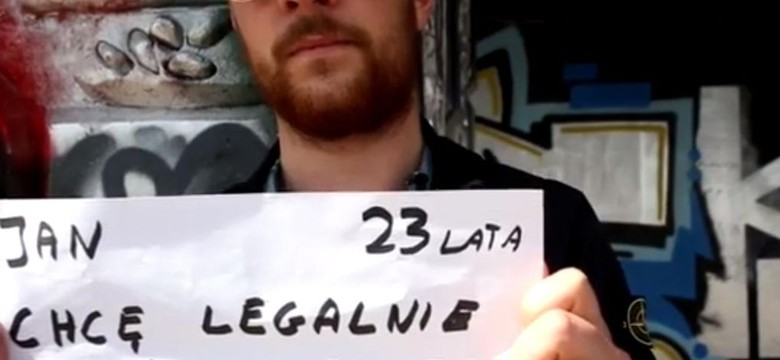 JAN 23 LATA
CHCĘ LEGALNIE